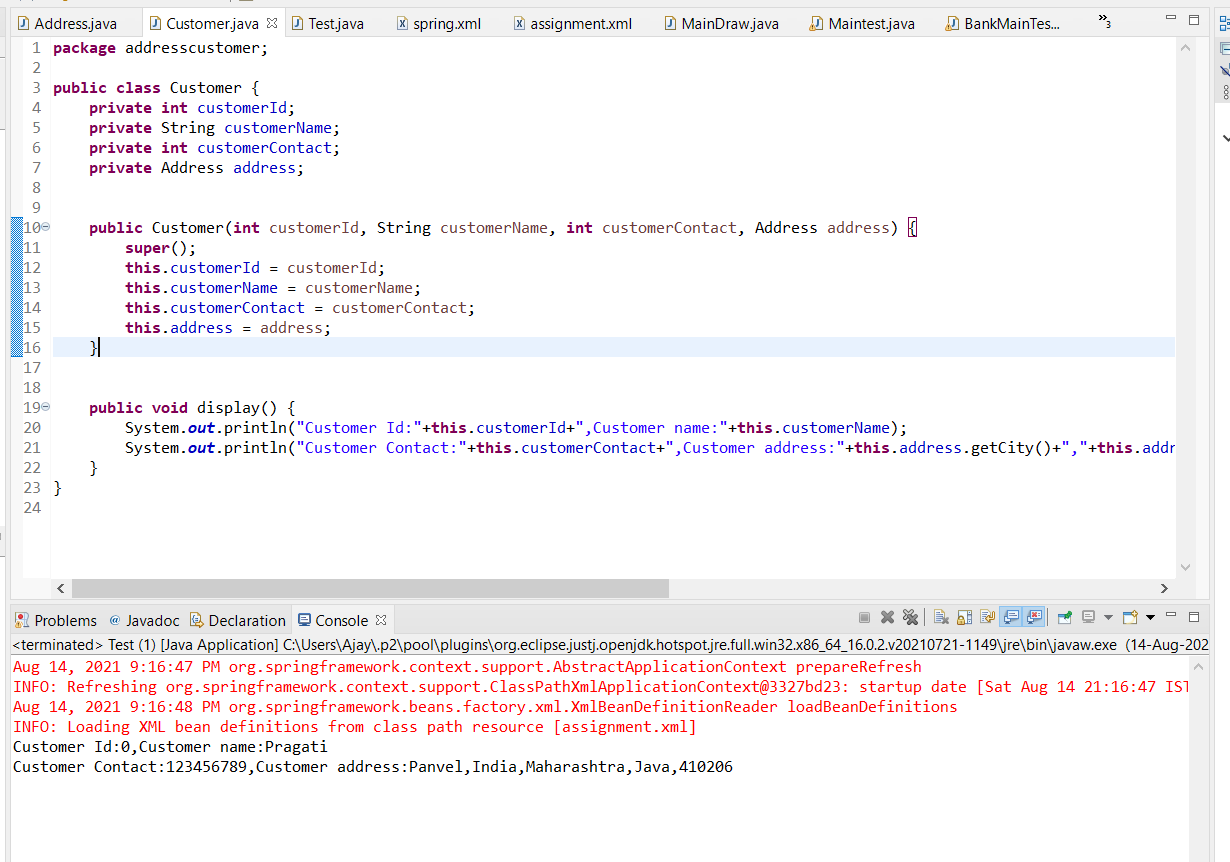 Address.java Customer.java Test.java spring.xml assignment.xml MainDraw.java Maintest.java BankMainTes... »3
1 package addresscustomer;
2
3 public class Customer {
4 private int customerId;
5 private String customerName;
6 private int customerContact;
7 private Address address;
8
9
10 public Customer(int customerId, String customerName, int customerContact, Address address) {
11 super();
12 this.customerId = customerId;
13 this.customerName = customerName;
14 this.customerContact = customerContact;
15 this.address = address;
16 }
17
18
19 public void display() {
20 System.out.println("Customer Id:"+this.customerId+",Customer name:"+this.customerName);
21 System.out.println("Customer Contact:"+this.customerContact+",Customer address:"+this.address.getCity()+","+this.addr
22 }
23 }
24
Problems @ Javadoc Declaration Console
<terminated> Test (1) [Java Application] C:\Users\Ajay\.p2\pool\plugins\org.eclipse.justj.openjdk.hotspot.jre.full.win32.x86_64_16.0.2.v20210721-1149\jre\bin\javaw.exe (14-Aug-202
Aug 14, 2021 9:16:47 PM org.springframework.context.support.AbstractApplicationContext prepareRefresh
INFO: Refreshing org.springframework.context.support.ClassPathXmlApplicationContext@3327bd23: startup date [Sat Aug 14 21:16:47 IST
Aug 14, 2021 9:16:48 PM org.springframework.beans.factory.xml.XmlBeanDefinitionReader loadBeanDefinitions
INFO: Loading XML bean definitions from class path resource [assignment.xml]
Customer Id:0,Customer name:Pragati
Customer Contact:123456789,Customer address:Panvel,India,Maharashtra,Java,410206